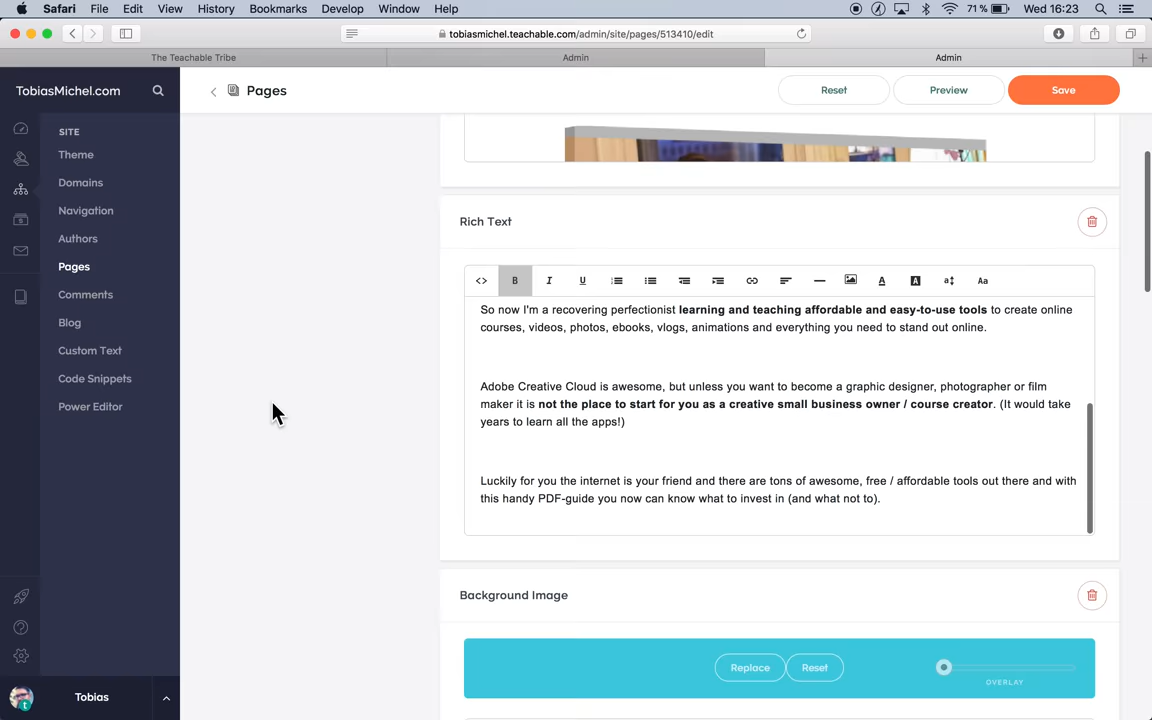 Safari File Edit View History Bookmarks Develop Window Help 71% Wed 16:23
tobiasmichel.teachable.com/admin/site/pages/513410/edit
The Teachable Tribe Admin Admin
TobiasMichel.com
Pages Reset Preview Save
SITE
Theme
Domains
Navigation
Authors
Pages
Comments
Blog
Custom Text
Code Snippets
Power Editor
Tobias
Rich Text
<> B I U A A Aa
So now I'm a recovering perfectionist learning and teaching affordable and easy-to-use tools to create online
courses, videos, photos, ebooks, vlogs, animations and everything you need to stand out online.
Adobe Creative Cloud is awesome, but unless you want to become a graphic designer, photographer or film
maker it is not the place to start for you as a creative small business owner / course creator. (It would take
years to learn all the apps!)
Luckily for you the internet is your friend and there are tons of awesome, free / affordable tools out there and with
this handy PDF-guide you now can know what to invest in (and what not to).
Background Image
Replace Reset
OVERLAY